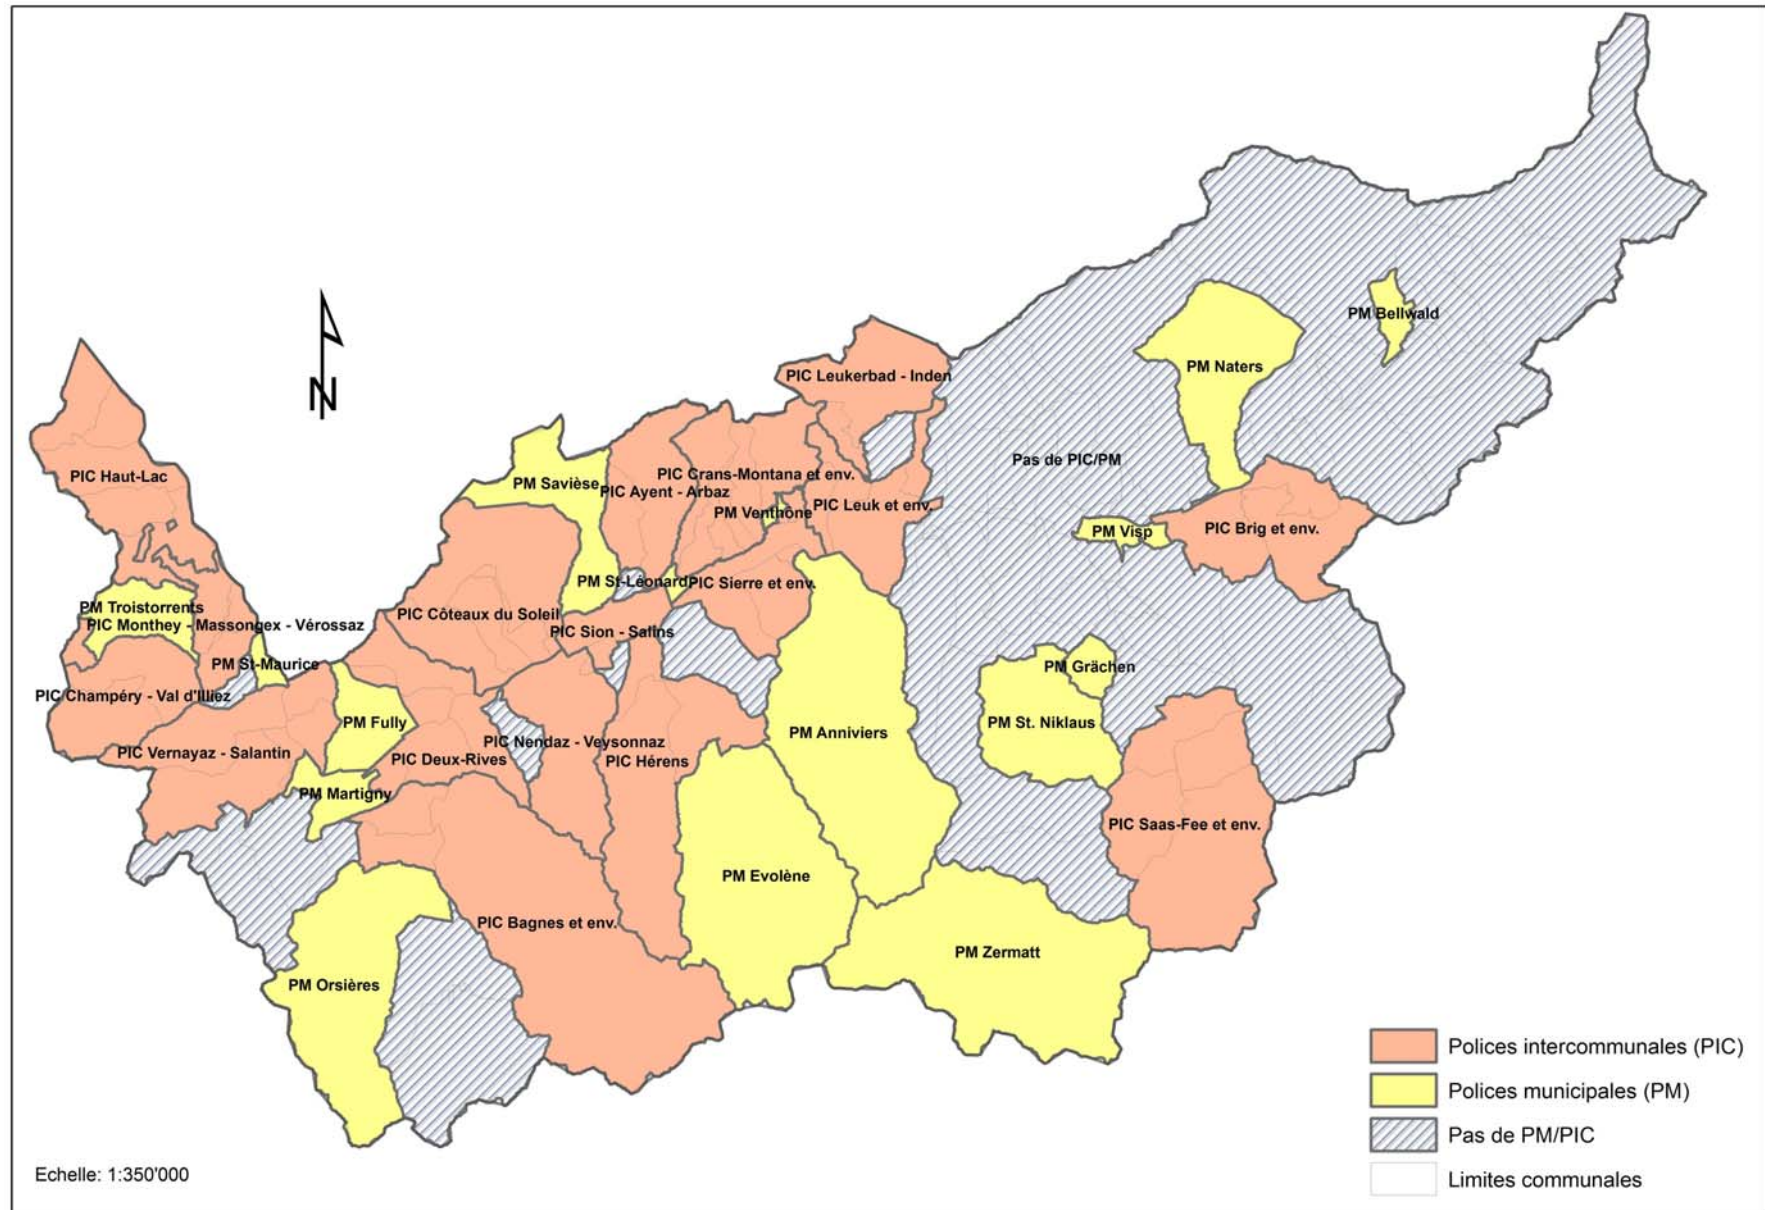 PM Bellwald
PM Naters
PIC Leukerbad - Inden
Pas de PIC/PM
PIC Haut-Lac
PM Savièse
PIC Crans-Montana et env.
PIC Ayent - Arbaz
PM Venthône
PIC Leuk et env.
PM Visp
PIC Brig et env.
PM St-Léonard
PIC Sierre et env.
PM Troistorrents
PIC Monthey - Massongex - Vérossaz
PIC Côteaux du Soleil
PIC Sion - Salins
PM St-Maurice
PM Grächen
PIC Champéry - Val d'Illiez
PM Fully
PM St. Niklaus
PM Anniviers
PIC Nendaz - Veysonnaz
PIC Vernayaz - Salantin
PIC Deux-Rives
PIC Hérens
PM Martigny
PIC Saas-Fee et env.
PM Evolène
PIC Bagnes et env.
PM Zermatt
PM Orsières
N
Polices intercommunales (PIC)
Polices municipales (PM)
Pas de PM/PIC
Limites communales
Echelle: 1:350'000